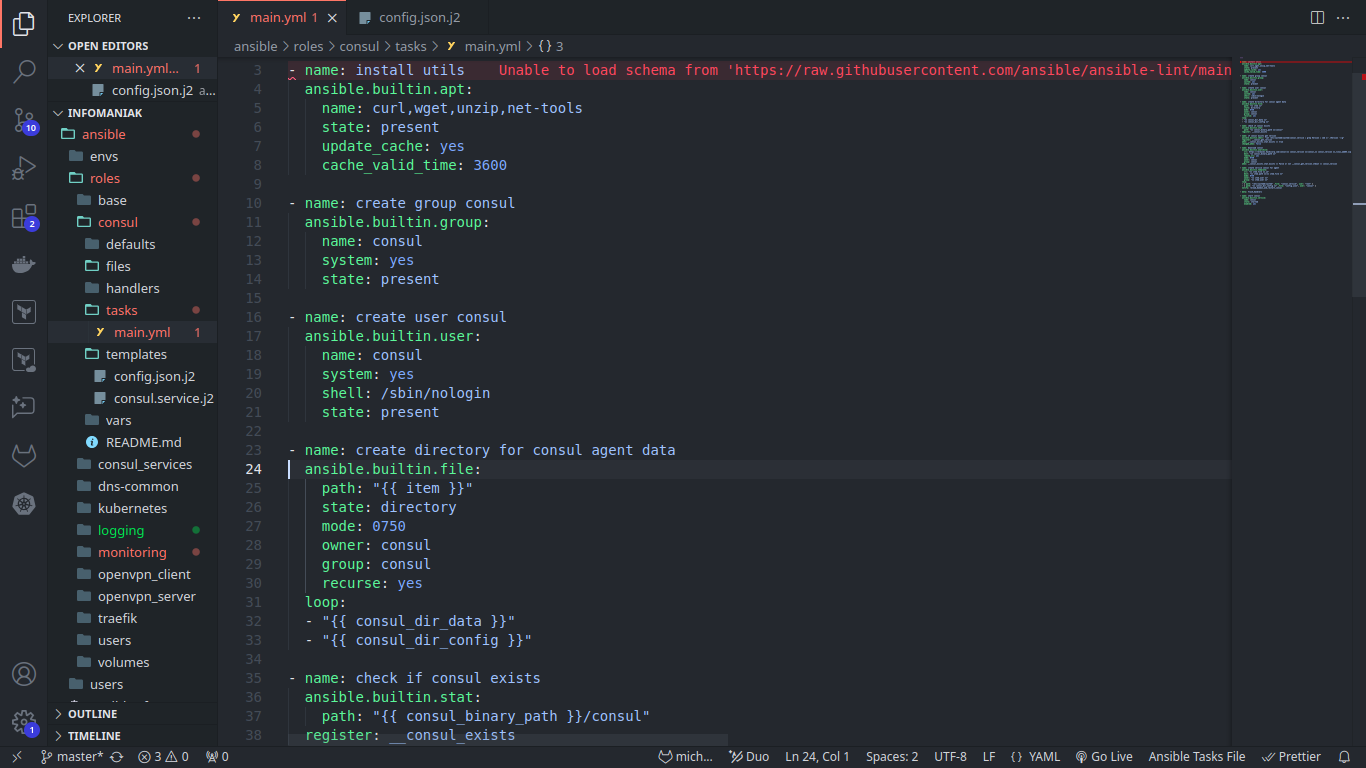 EXPLORER
main.yml 1
config.json.j2
OPEN EDITORS
main.yml... 1
config.json.j2 a...
INFOMANIAK
ansible
envs
roles
base
consul
defaults
files
handlers
tasks
main.yml 1
templates
config.json.j2
consul.service.j2
vars
README.md
consul_services
dns-common
kubernetes
logging
monitoring
openvpn_client
openvpn_server
traefik
users
volumes
users
OUTLINE
TIMELINE
10
2
1
ansible > roles > consul > tasks > main.yml > {} 3
3 - name: install utils Unable to load schema from 'https://raw.githubusercontent.com/ansible/ansible-lint/main
4 ansible.builtin.apt:
5 name: curl,wget,unzip,net-tools
6 state: present
7 update_cache: yes
8 cache_valid_time: 3600
9
10 - name: create group consul
11 ansible.builtin.group:
12 name: consul
13 system: yes
14 state: present
15
16 - name: create user consul
17 ansible.builtin.user:
18 name: consul
19 system: yes
20 shell: /sbin/nologin
21 state: present
22
23 - name: create directory for consul agent data
24 ansible.builtin.file:
25 path: "{{ item }}"
26 state: directory
27 mode: 0750
28 owner: consul
29 group: consul
30 recurse: yes
31 loop:
32 - "{{ consul_dir_data }}"
33 - "{{ consul_dir_config }}"
34
35 - name: check if consul exists
36 ansible.builtin.stat:
37 path: "{{ consul_binary_path }}/consul"
38 register: __consul_exists
master* 3 0 0 mich... Duo Ln 24, Col 1 Spaces: 2 UTF-8 LF {} YAML Go Live Ansible Tasks File Prettier